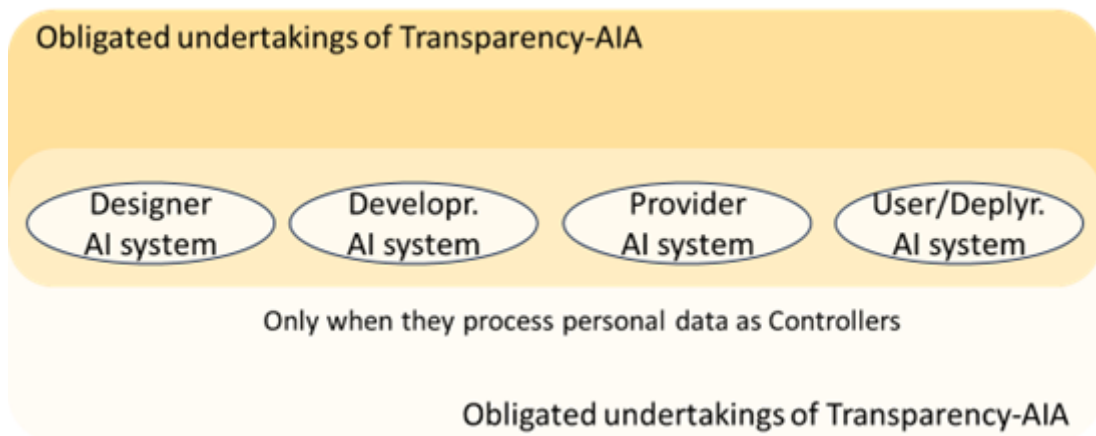 Obligated undertakings of Transparency-AIA
Designer
AI system
Developr.
AI system
Provider
AI system
User/Deplyr.
AI system
Only when they process personal data as Controllers
Obligated undertakings of Transparency-AIA